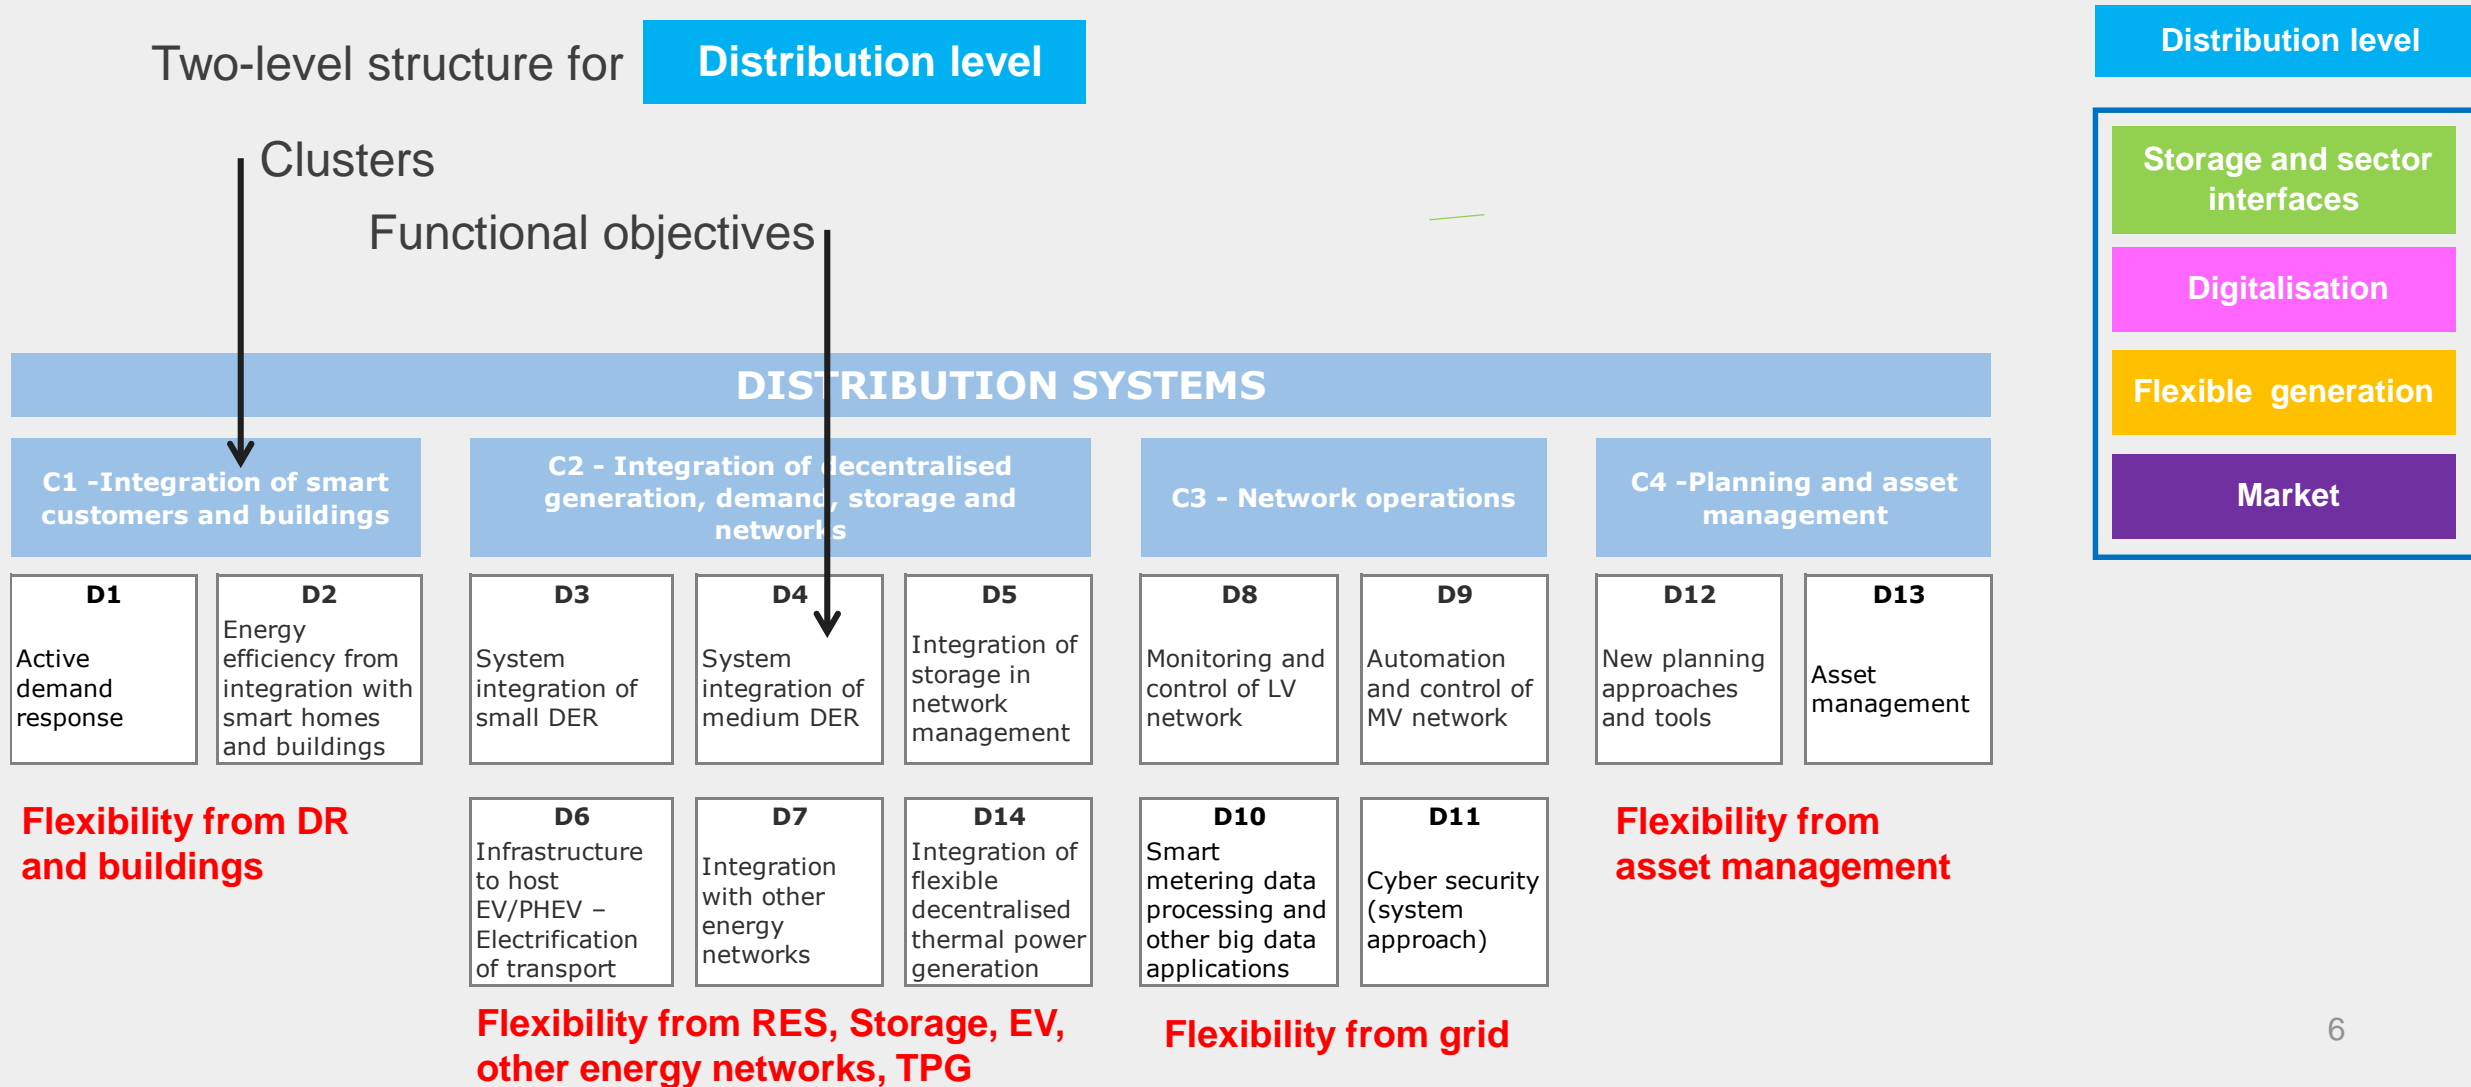 Two-level structure for
Distribution level
Clusters
Functional objectives
Distribution level
Storage and sector
interfaces
Digitalisation
Flexible generation
Market
DISTRIBUTION SYSTEMS
C1 -Integration of smart
customers and buildings
C2 - Integration of decentralised
generation, demand, storage and
networks
C3 - Network operations
C4 -Planning and asset
management
D1
Active
demand
response
D2
Energy
efficiency from
integration with
smart homes
and buildings
D3
System
integration of
small DER
D4
System
integration of
medium DER
D5
Integration of
storage in
network
management
D8
Monitoring and
control of LV
network
D9
Automation
and control of
MV network
D12
New planning
approaches
and tools
D13
Asset
management
Flexibility from DR
and buildings
D6
Infrastructure
to host
EV/PHEV –
Electrification
of transport
D7
Integration
with other
energy
networks
D14
Integration of
flexible
decentralised
thermal power
generation
D10
Smart
metering data
processing and
other big data
applications
D11
Cyber security
(system
approach)
Flexibility from
asset management
Flexibility from RES, Storage, EV,
other energy networks, TPG
Flexibility from grid
6